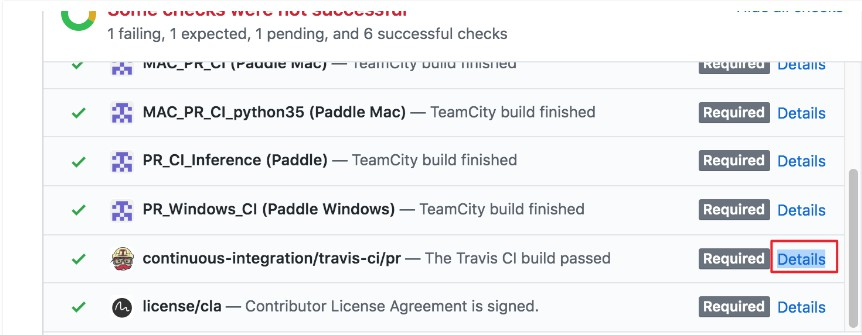 Some checks were not successful
Hide all checks
1 failing, 1 expected, 1 pending, and 6 successful checks
MAC_PR_CI (Paddle Mac) — TeamCity build finished Required Details
MAC_PR_CI_python35 (Paddle Mac) — TeamCity build finished Required Details
PR_CI_Inference (Paddle) — TeamCity build finished Required Details
PR_Windows_CI (Paddle Windows) — TeamCity build finished Required Details
continuous-integration/travis-ci/pr — The Travis CI build passed Required Details
license/cla — Contributor License Agreement is signed. Required Details